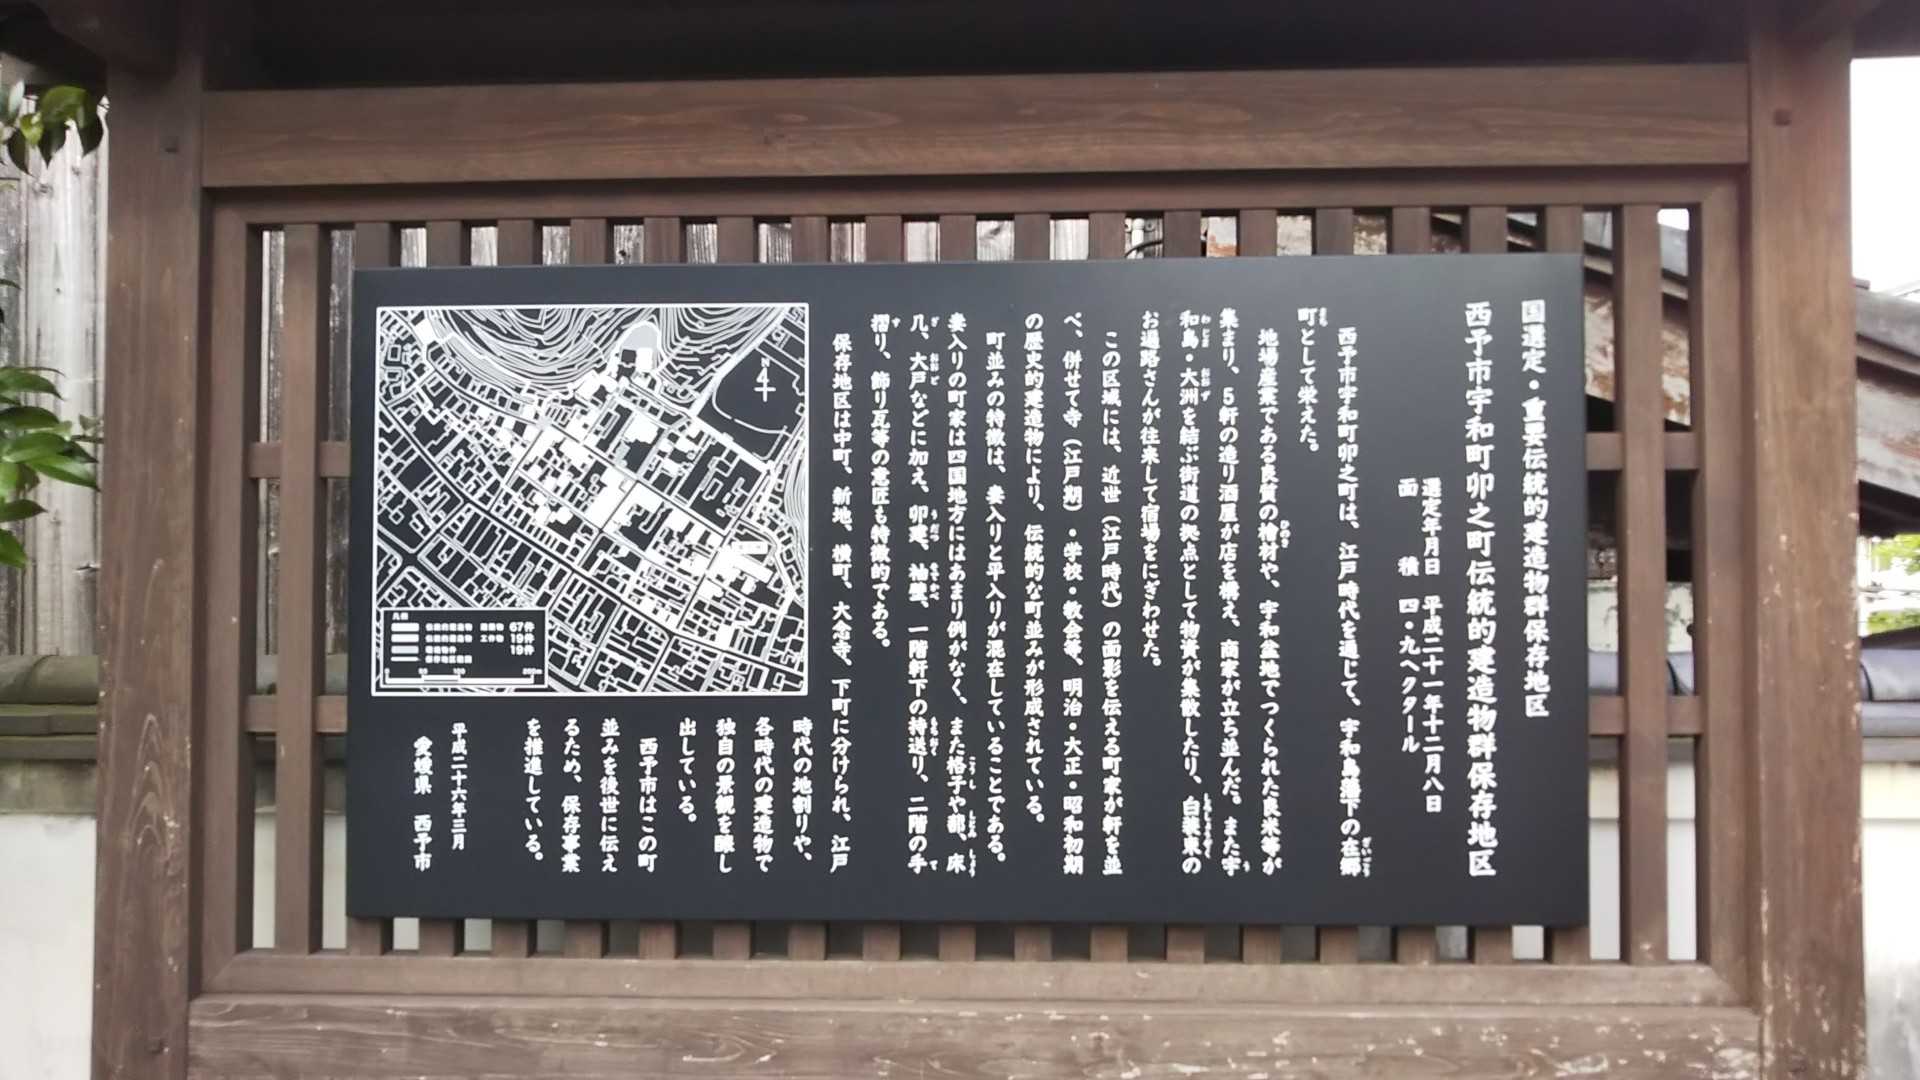 国選定・重要伝統的建造物群保存地区
西予市宇和町卯之町伝統的建造物群保存地区
選定年月日　平成二十一年十二月八日
面　　積　四・九ヘクタール
西予市宇和町卯之町は、江戸時代を通じて、宇和島藩下の在郷
町として栄えた。
地場産業である良質の檜材や、宇和盆地でつくられた良米等が
集まり、5軒の造り酒屋が店を構え、商家が立ち並んだ。また宇
和島・大洲を結ぶ街道の拠点として物資が集散したり、白装束の
お遍路さんが往来して宿場をにぎわせた。
この区域には、近世（江戸時代）の面影を伝える町家が軒を並
べ、併せて寺（江戸期）・学校・教会等、明治・大正・昭和初期
の歴史的建造物により、伝統的な町並みが形成されている。
町並みの特徴は、妻入りと平入りが混在していることである。
妻入りの町家は四国地方にはあまり例がなく、また格子や蔀、床
几、大戸などに加え、卯建、袖壁、一階軒下の持送り、二階の手
摺り、飾り瓦等の意匠も特徴的である。
保存地区は中町、新地、横町、大念寺、下町に分けられ、江戸
時代の地割りや、
各時代の建造物で
独自の景観を醸し
出している。
西予市はこの町
並みを後世に伝え
るため、保存事業
を推進している。
平成二十六年三月
愛媛県　西予市
N
凡例
67件
19件
19件